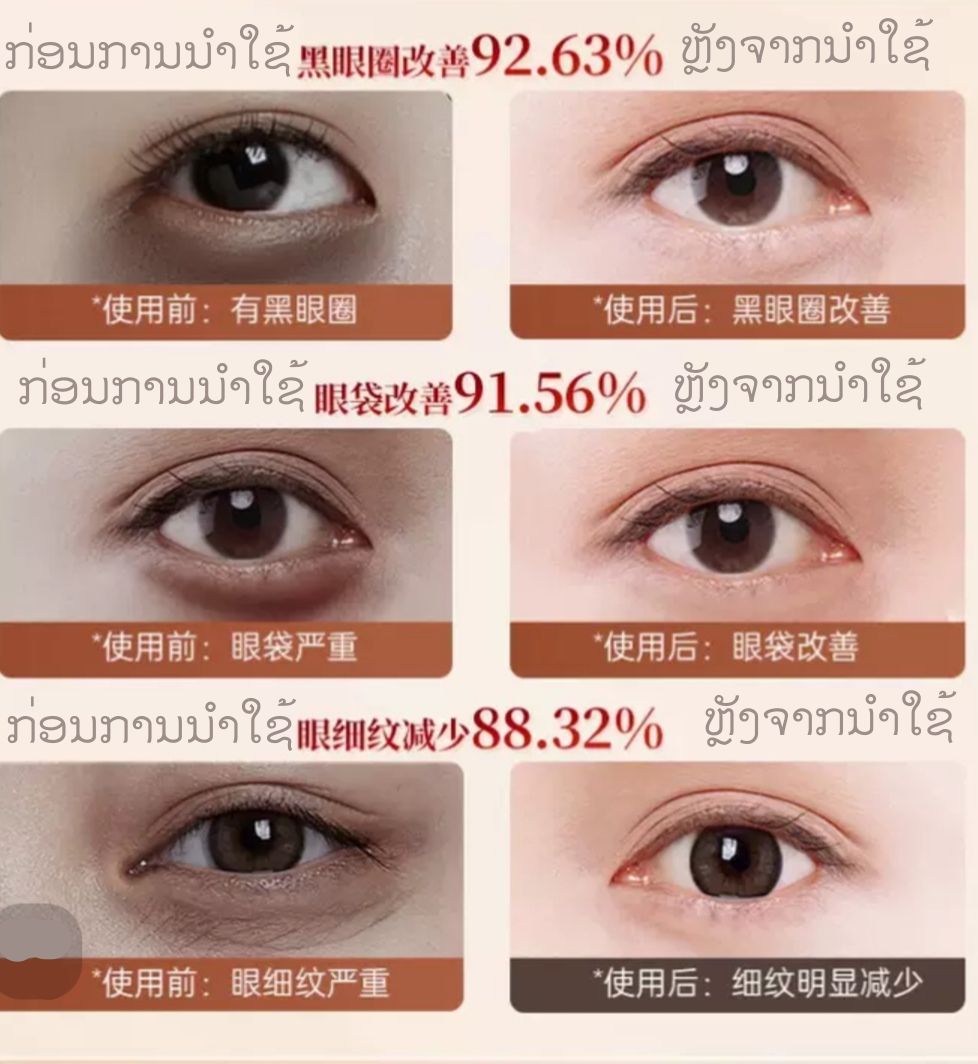 ກ່ອນການນຳໃຊ້ 黑眼圈改善92.63% ຫຼັງຈາກນຳໃຊ້
*使用前：有黑眼圈 *使用后：黑眼圈改善
ກ່ອນການນຳໃຊ້ 眼袋改善91.56% ຫຼັງຈາກນຳໃຊ້
*使用前：眼袋严重 *使用后：眼袋改善
ກ່ອນການນຳໃຊ້ 眼细纹减少88.32% ຫຼັງຈາກນຳໃຊ້
*使用前：眼细纹严重 *使用后：细纹明显减少